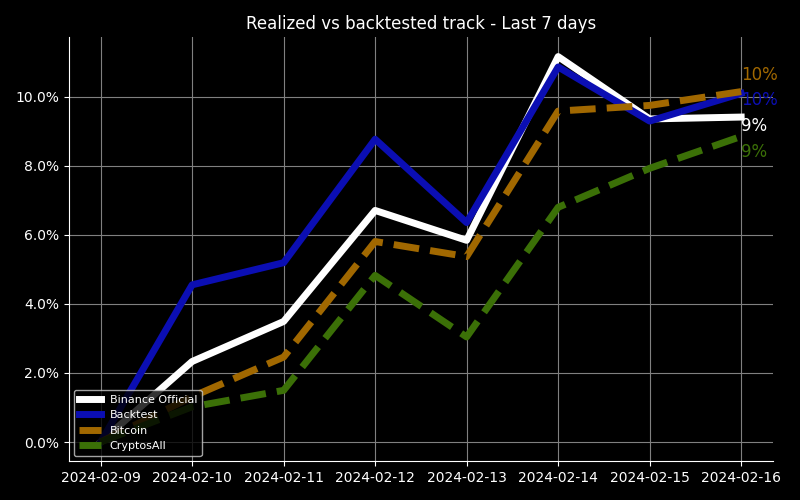 Realized vs backtested track - Last 7 days
10%
10%
10.0%
9%
9%
8.0%
6.0%
4.0%
2.0%
0.0%
Binance Official
Backtest
Bitcoin
CryptosAll
2024-02-09 2024-02-10 2024-02-11 2024-02-12 2024-02-13 2024-02-14 2024-02-15 2024-02-16